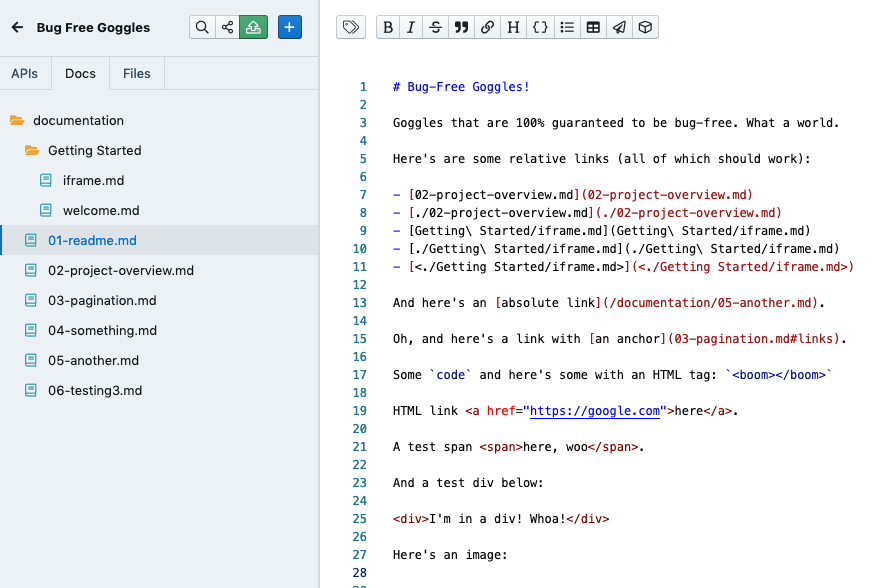 Bug Free Goggles
APIs Docs Files
documentation
Getting Started
iframe.md
welcome.md
01-readme.md
02-project-overview.md
03-pagination.md
04-something.md
05-another.md
06-testing3.md
B I S H {}
1 # Bug-Free Goggles!
2
3 Goggles that are 100% guaranteed to be bug-free. What a world.
4
5 Here's are some relative links (all of which should work):
6
7 - [02-project-overview.md](02-project-overview.md)
8 - [./02-project-overview.md](./02-project-overview.md)
9 - [Getting\ Started/iframe.md](Getting\ Started/iframe.md)
10 - [./Getting\ Started/iframe.md](./Getting\ Started/iframe.md)
11 - [<./Getting Started/iframe.md>](<./Getting Started/iframe.md>)
12
13 And here's an [absolute link](/documentation/05-another.md).
14
15 Oh, and here's a link with [an anchor](03-pagination.md#links).
16
17 Some `code` and here's some with an HTML tag: `<boom></boom>`
18
19 HTML link <a href="https://google.com">here</a>.
20
21 A test span <span>here, woo</span>.
22
23 And a test div below:
24
25 <div>I'm in a div! Whoa!</div>
26
27 Here's an image:
28